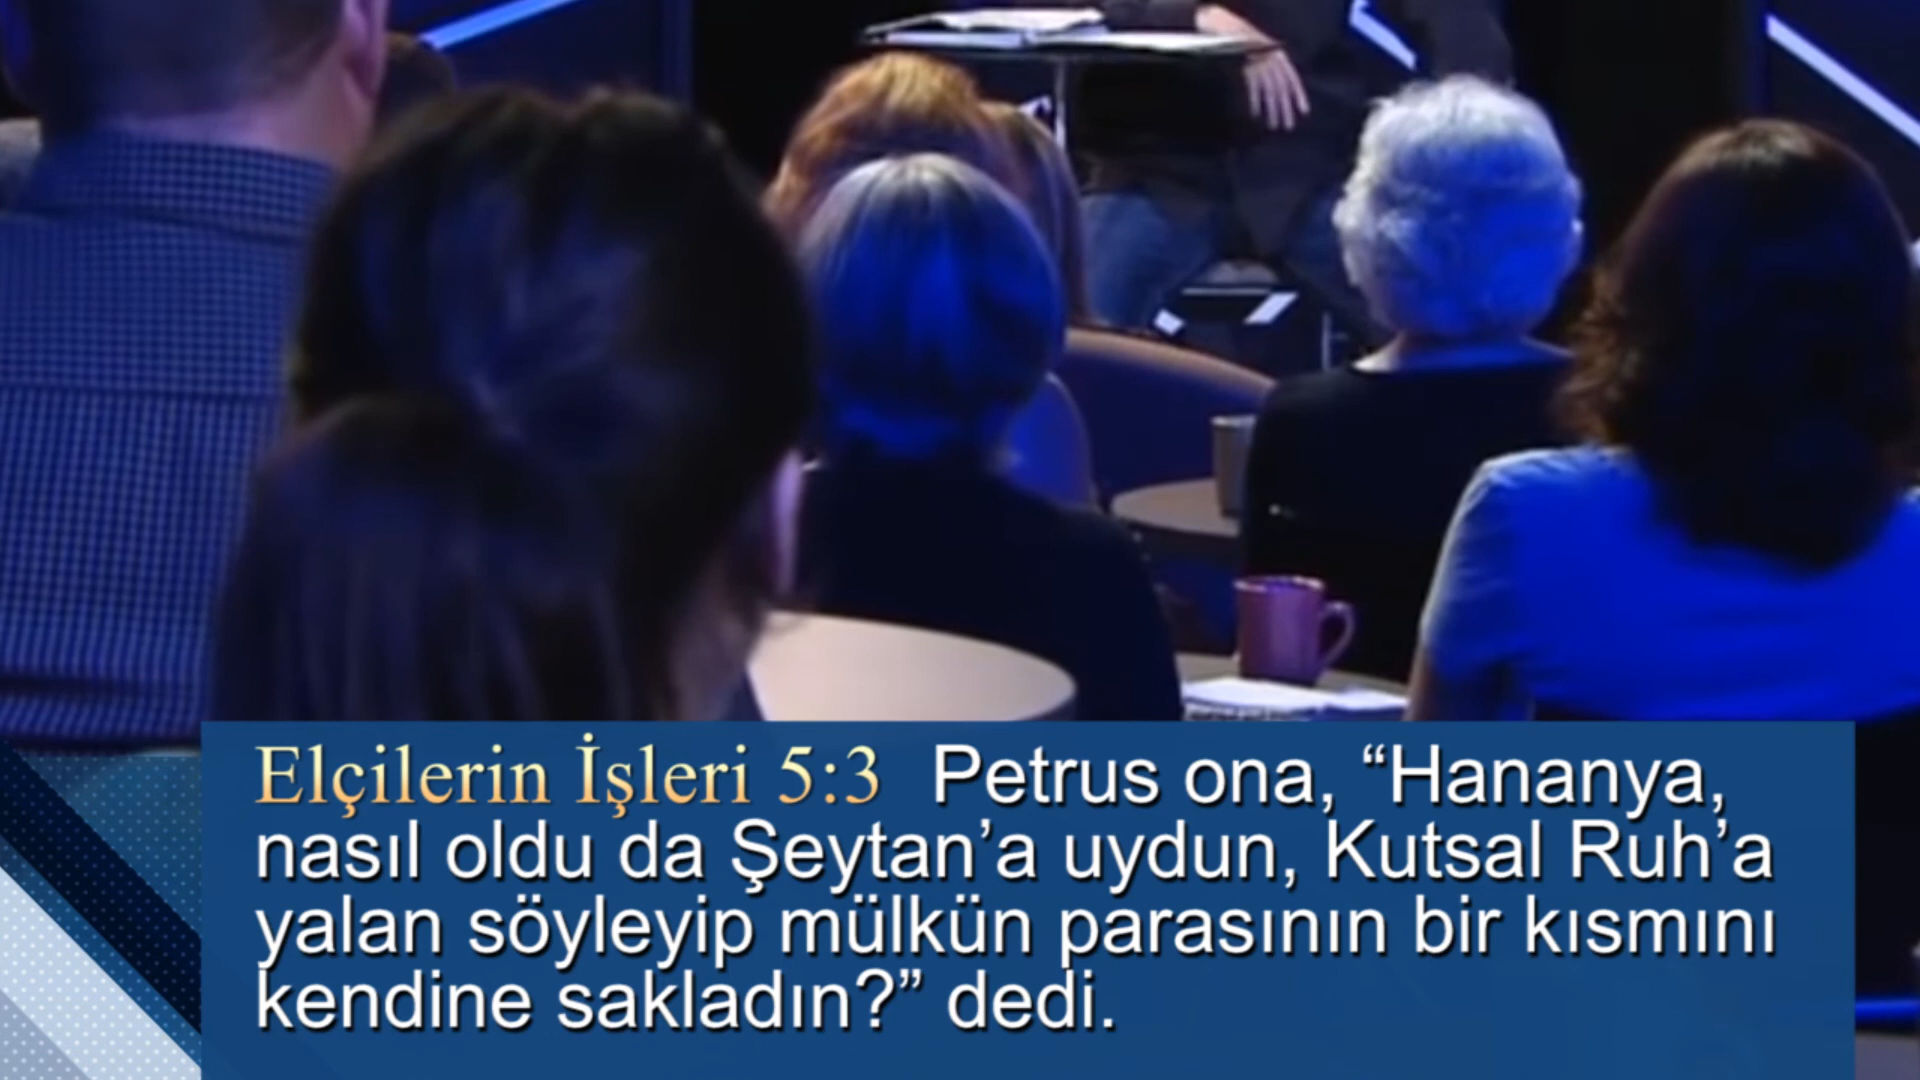 Elçilerin İşleri 5:3 Petrus ona, “Hananya,
nasıl oldu da Şeytan’a uydun, Kutsal Ruh’a
yalan söyleyip mülkün parasının bir kısmını
kendine sakladın?” dedi.